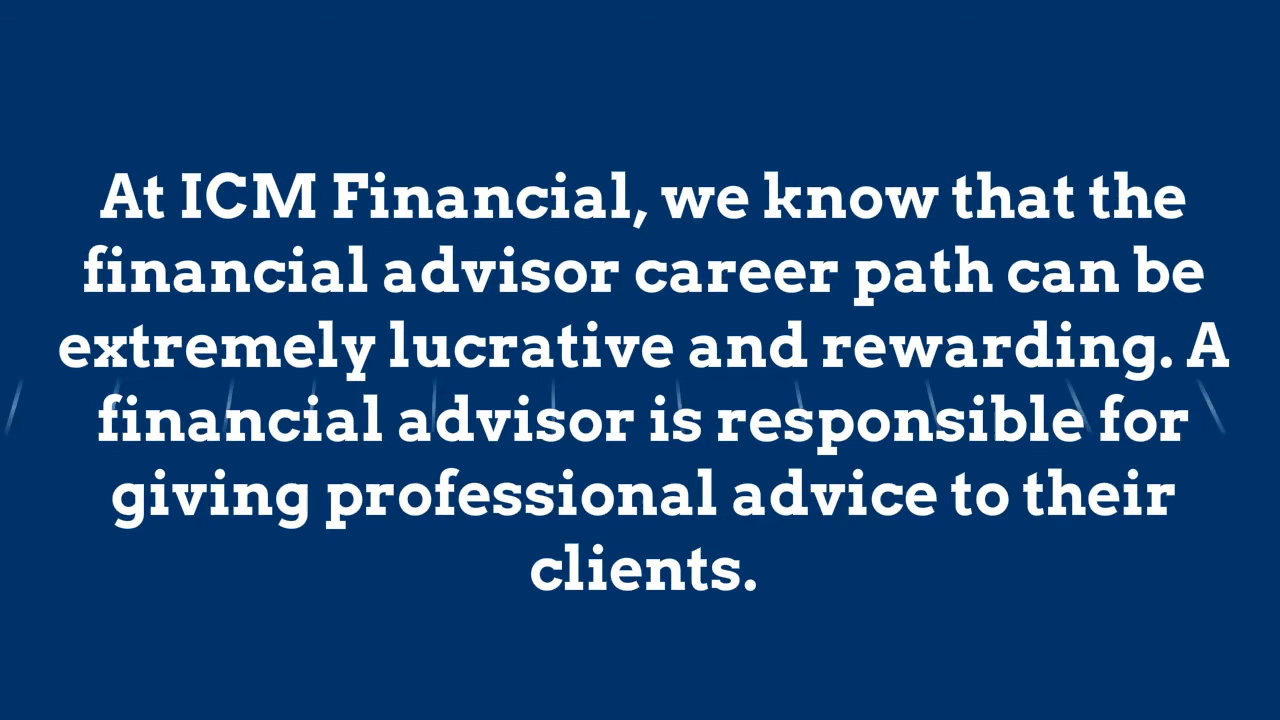 At ICM Financial, we know that the
financial advisor career path can be
extremely lucrative and rewarding. A
financial advisor is responsible for
giving professional advice to their
clients.